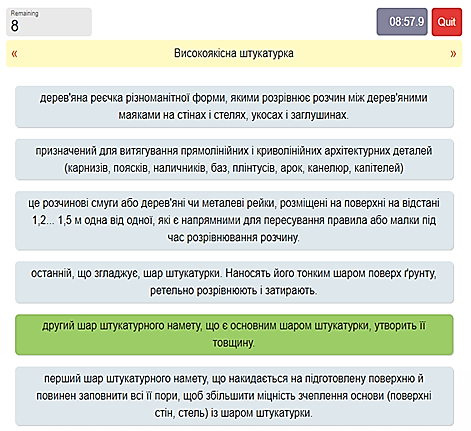 Remaining
8
08:57.9
Quit
«
Високоякісна штукатурка
»
дерев'яна реєчка різноманітної форми, якими розрівнює розчин між дерев'яними
маяками на стінах і стелях, укосах і заглушинах.
призначений для витягування прямолінійних і криволінійних архітектурних деталей
(карнизів, поясків, наличників, баз, плінтусів, арок, канелюр, капітелей)
це розчинові смуги або дерев'яні чи металеві рейки, розміщені на поверхні на відстані
1,2... 1,5 м одна від одної, які є напрямними для пересування правила або малки під
час розрівнювання розчину.
останній, що згладжує, шар штукатурки. Наносять його тонким шаром поверх ґрунту,
ретельно розрівнюють і затирають.
другий шар штукатурного намету, що є основним шаром штукатурки, утворить її
товщину.
перший шар штукатурного намету, що накидається на підготовлену поверхню й
повинен заповнити всі її пори, щоб збільшити міцність зчеплення основи (поверхні
стін, стель) із шаром штукатурки.